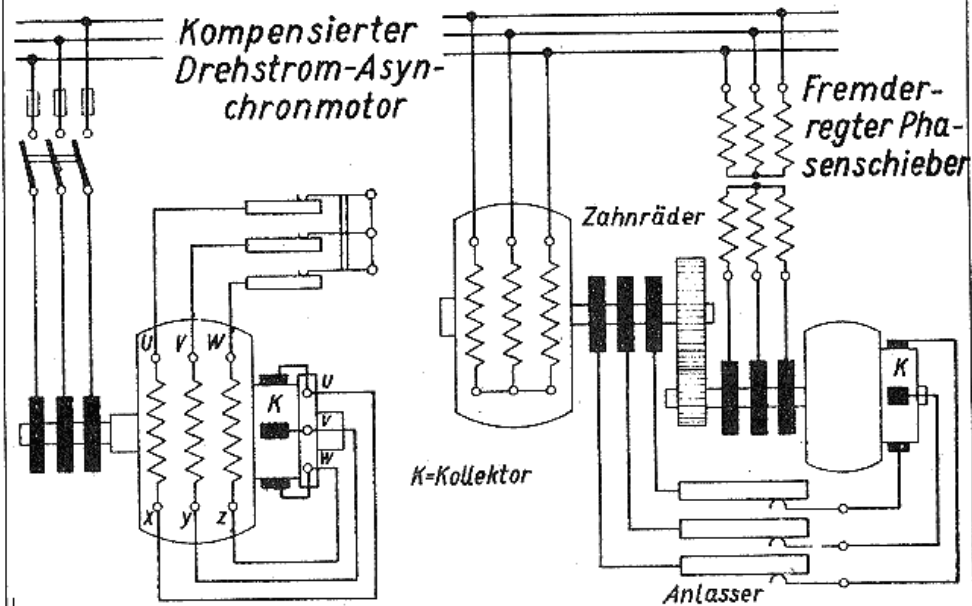 Kompensierter
Drehstrom-Asyn-
chronmotor
Fremder-
regter Pha-
senschieber
Zahnräder
U V W
K
U
V
W
K
K=Kollektor
x y z
Anlasser